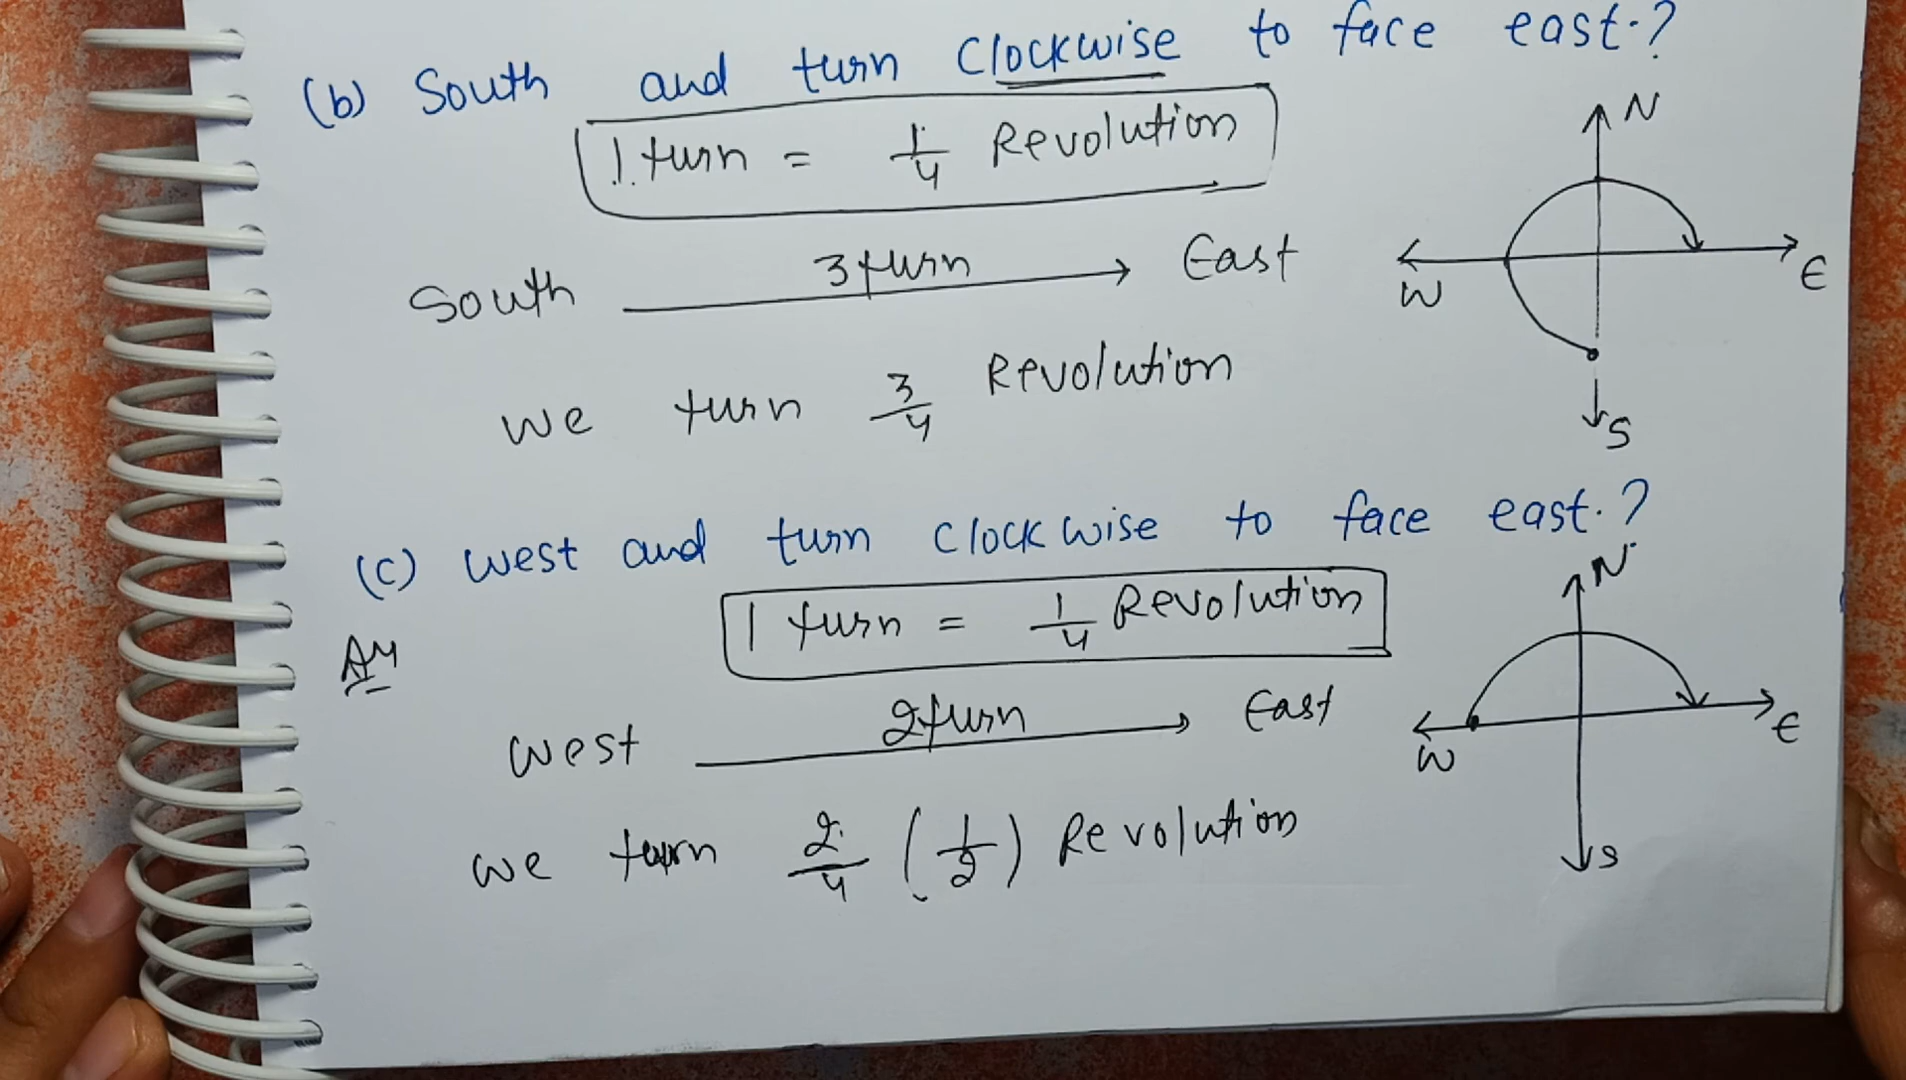 (b) South and turn Clockwise to face east.?
1 turn = 1/4 Revolution
N
South 3 turn East
W E
We turn 3/4 Revolution
S
(c) West and turn clockwise to face east.?
N
1 turn = 1/4 Revolution
West 2 turn East
W E
We turn 2/4 (1/2) Revolution
S